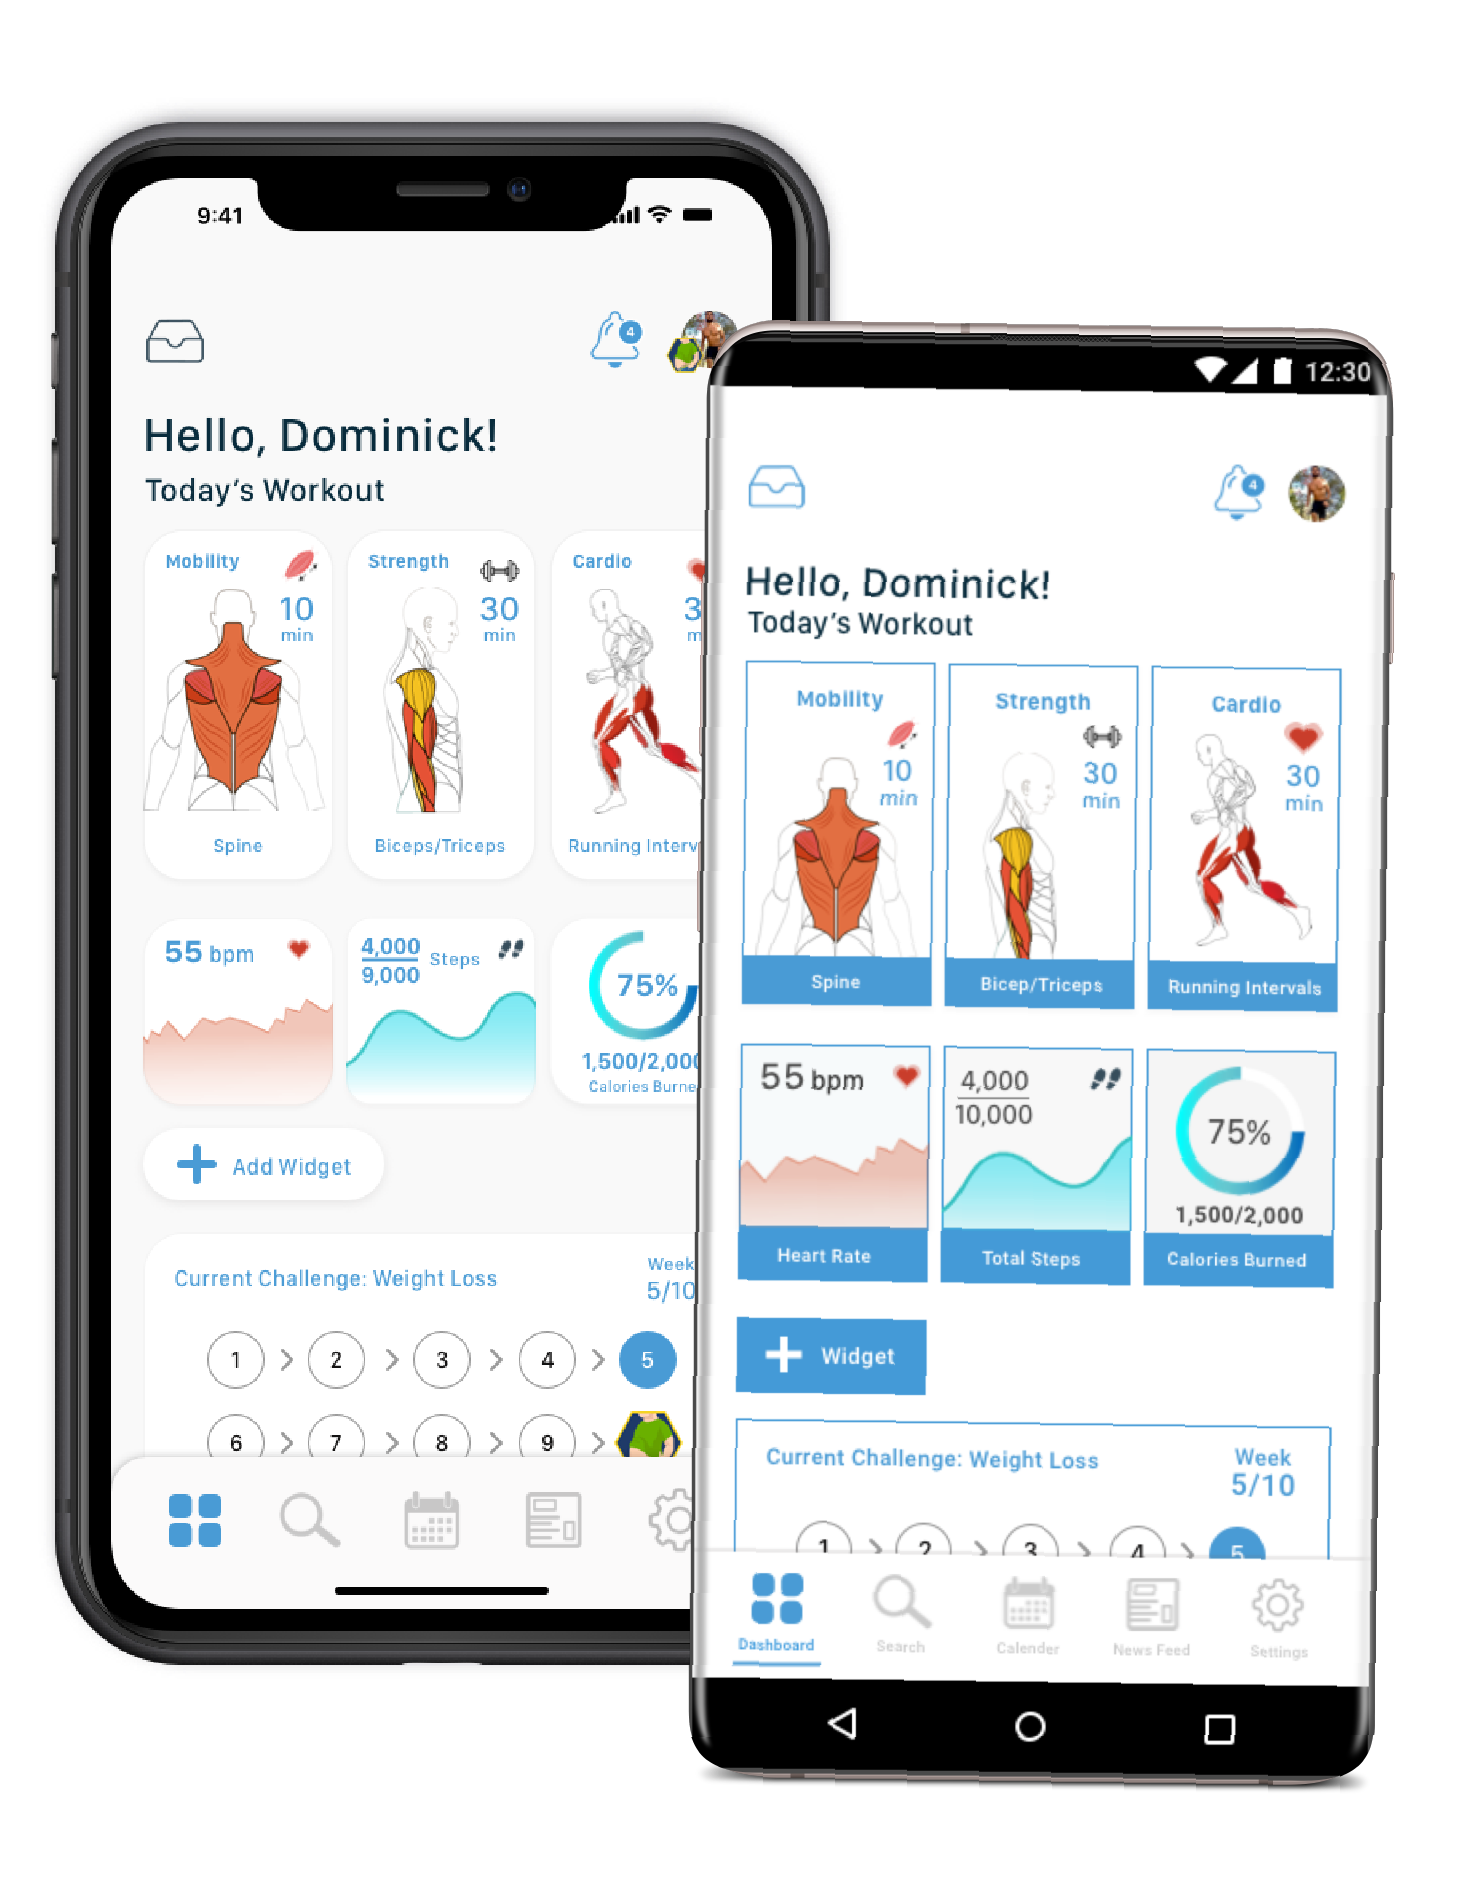 9:41
4
Hello, Dominick!
Today's Workout
Mobility
10
min
Spine
Strength
30
min
Biceps/Triceps
Cardio
Running
55 bpm
4,000
9,000
Steps
75%
1,500/2,000
Calories
Add Widget
Current Challenge: Weight Loss
Week
5/10
1 > 2 > 3 > 4 > 5
6 > 7 > 8 > 9 >
12:30
4
Hello, Dominick!
Today's Workout
Mobility
10
min
Spine
Strength
30
min
Bicep/Triceps
Cardio
30
min
Running Intervals
55 bpm
Heart Rate
4,000
10,000
Total Steps
75%
1,500/2,000
Calories Burned
Widget
Current Challenge: Weight Loss
Week
5/10
1 > 2 > 3 > 4 > 5
Dashboard
Search
Calender
News Feed
Settings